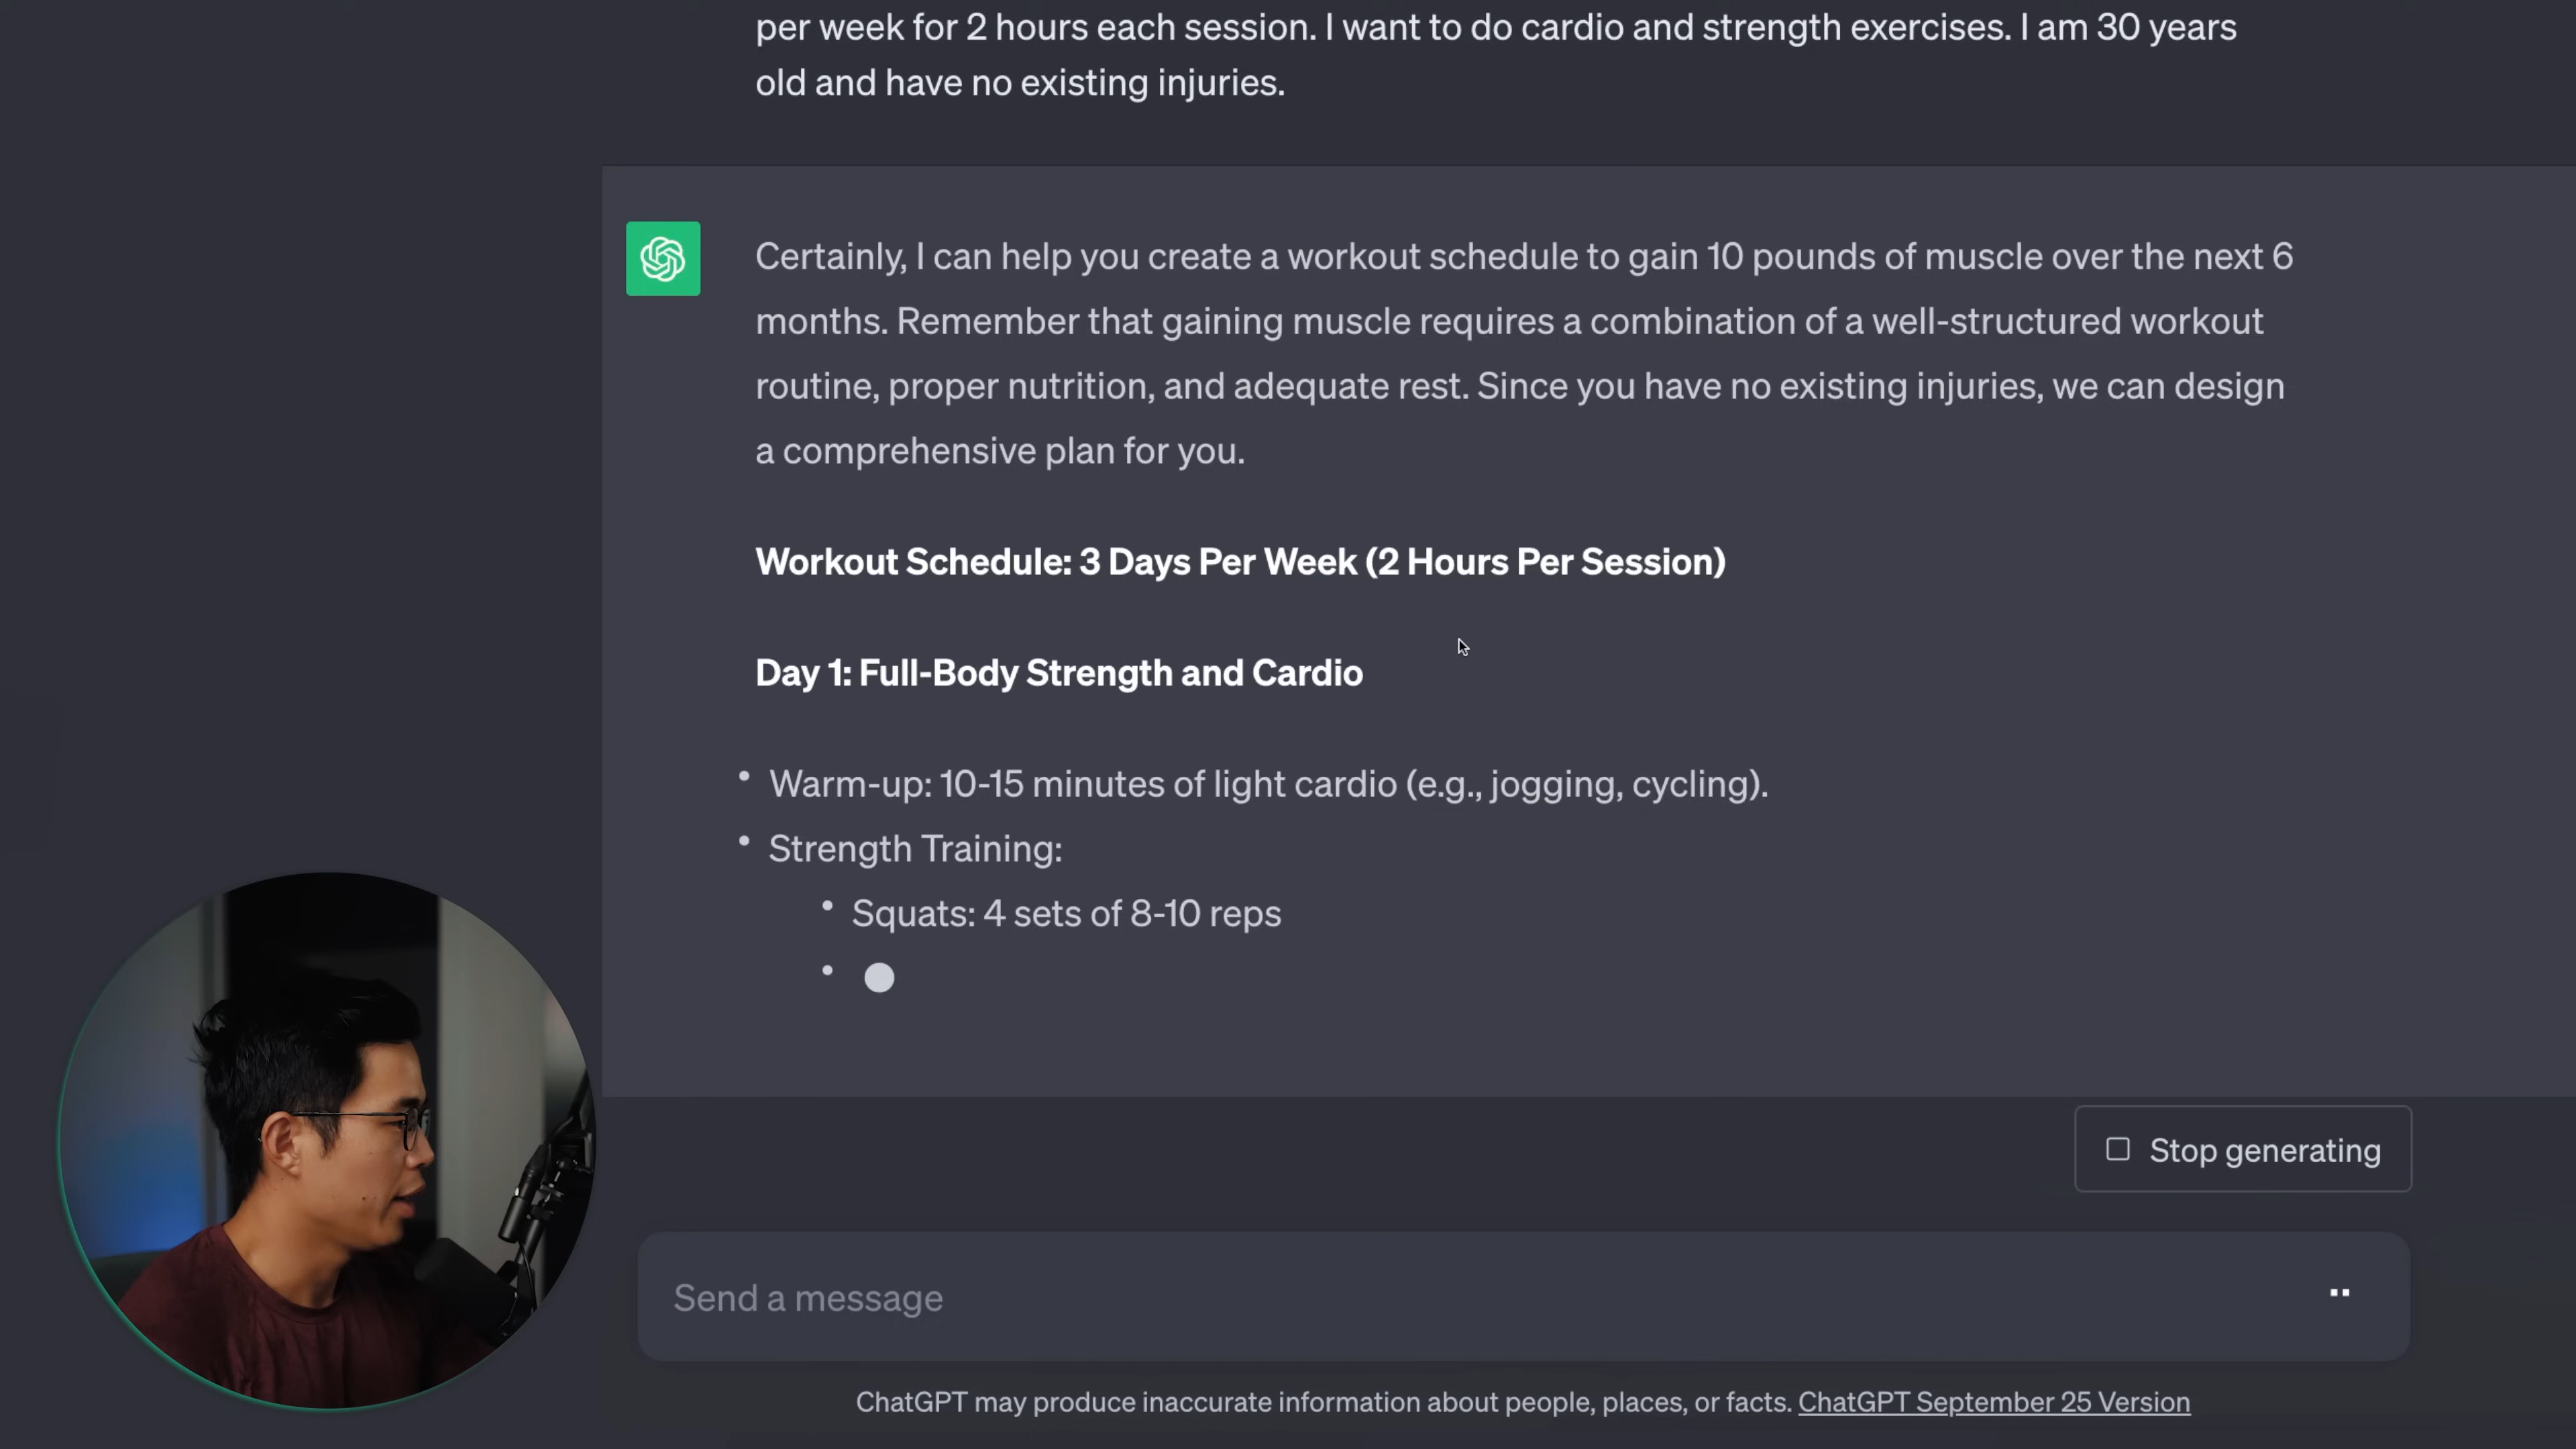 per week for 2 hours each session. I want to do cardio and strength exercises. I am 30 years
old and have no existing injuries.
Certainly, I can help you create a workout schedule to gain 10 pounds of muscle over the next 6
months. Remember that gaining muscle requires a combination of a well-structured workout
routine, proper nutrition, and adequate rest. Since you have no existing injuries, we can design
a comprehensive plan for you.
Workout Schedule: 3 Days Per Week (2 Hours Per Session)
Day 1: Full-Body Strength and Cardio
• Warm-up: 10-15 minutes of light cardio (e.g., jogging, cycling).
• Strength Training:
• Squats: 4 sets of 8-10 reps
•
Stop generating
Send a message
ChatGPT may produce inaccurate information about people, places, or facts. ChatGPT September 25 Version